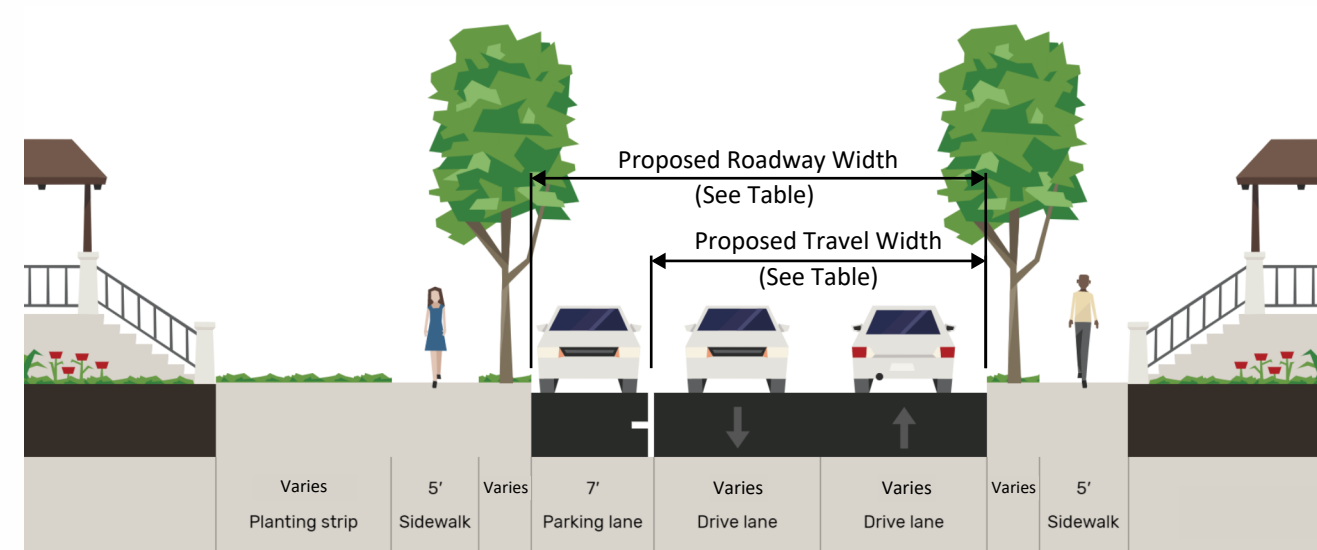 Proposed Roadway Width
(See Table)
Proposed Travel Width
(See Table)
Varies
Planting strip
5′
Sidewalk
Varies
7′
Parking lane
Varies
Drive lane
Varies
Drive lane
Varies
5′
Sidewalk